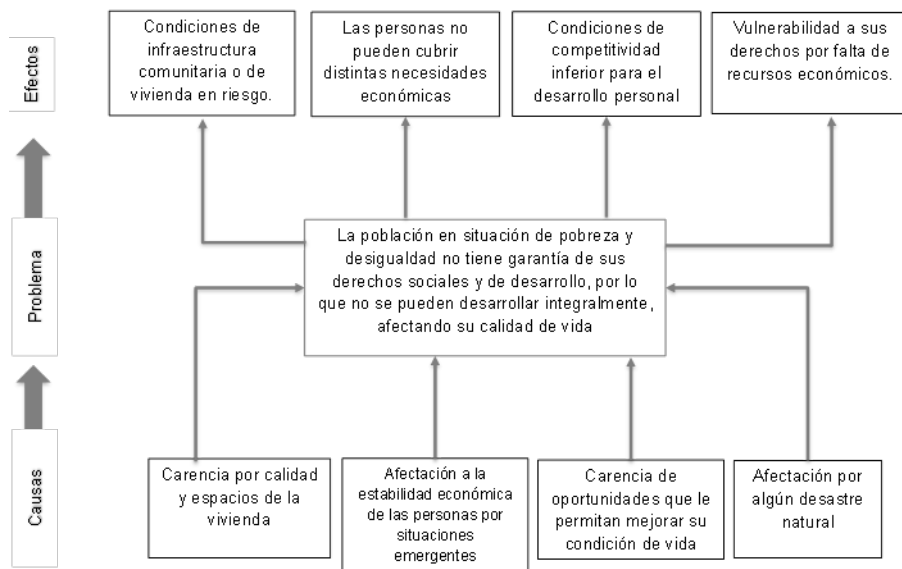 Efectos
Condiciones de
infraestructura
comunitaria o de
vivienda en riesgo.
Las personas no
pueden cubrir
distintas necesidades
económicas
Condiciones de
competitividad
inferior para el
desarrollo personal
Vulnerabilidad a sus
derechos por falta de
recursos económicos.
Problema
La población en situación de pobreza y
desigualdad no tiene garantía de sus
derechos sociales y de desarrollo, por lo
que no se pueden desarrollar integralmente,
afectando su calidad de vida
Causas
Carencia por calidad
y espacios de la
vivienda
Afectación a la
estabilidad económica
de las personas por
situaciones
emergentes
Carencia de
oportunidades que le
permitan mejorar su
condición de vida
Afectación por
algún desastre
natural